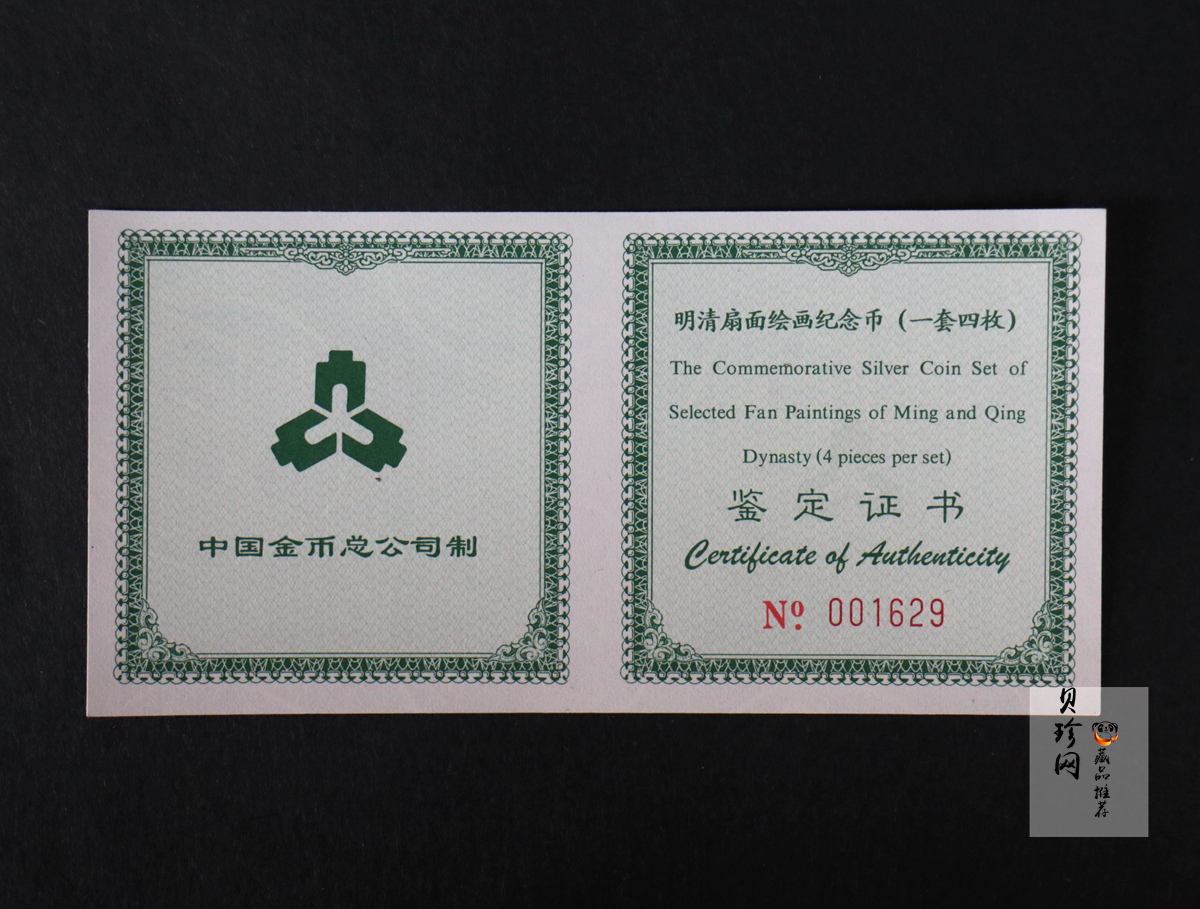 中国金币总公司制
明清扇面绘画纪念币（一套四枚）
The Commemorative Silver Coin Set of
Selected Fan Paintings of Ming and Qing
Dynasty (4 pieces per set)
鉴定证书
Certificate of Authenticity
Nº. 001629
贝珍网
藏品推荐